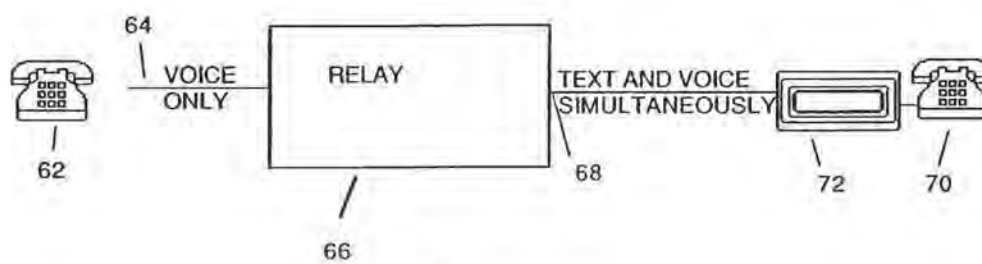 64
VOICE
ONLY
RELAY
TEXT AND VOICE
SIMULTANEOUSLY
62
68
72
70
66